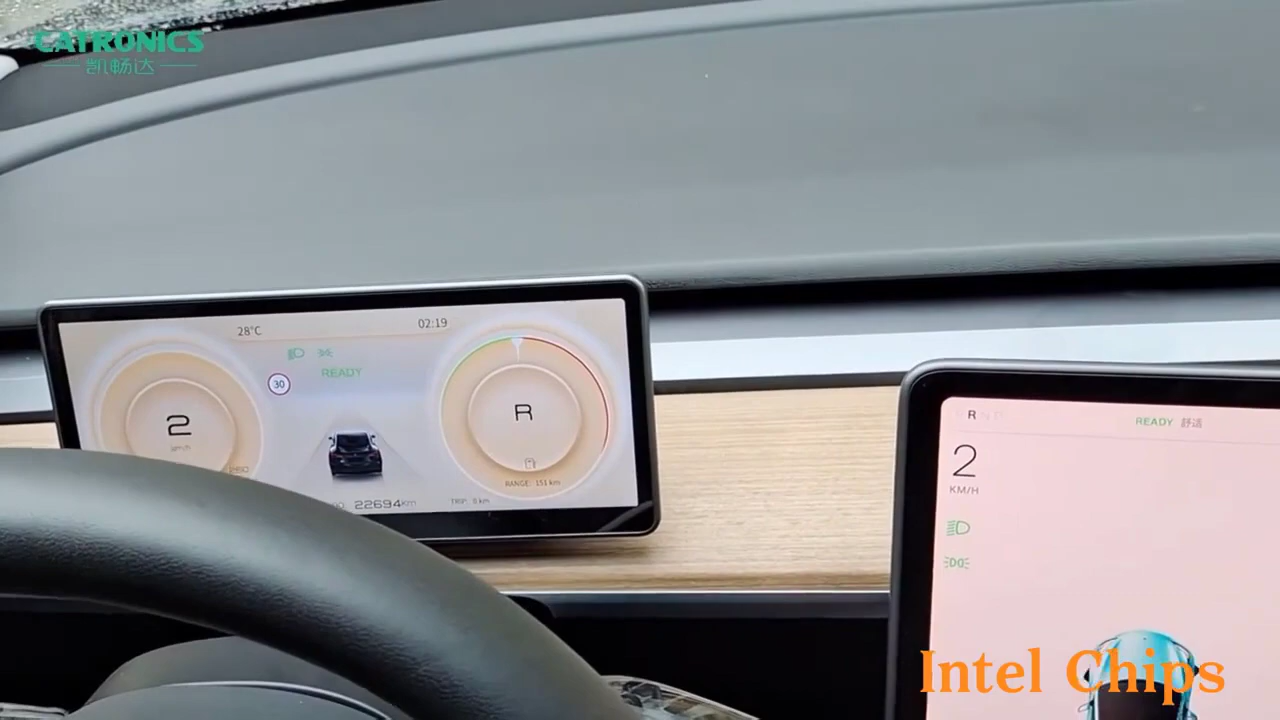 CATRONICS
凯畅达
28°C
02:19
READY
30
2
km/h
R
RANGE: 151 km
22694km
TRIP: 0 km
R N D
READY 舒适
2
KM/H
Intel Chips